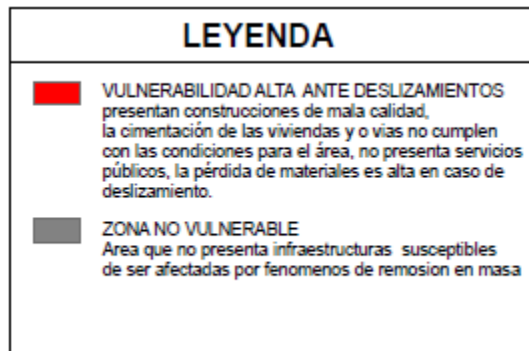 LEYENDA
VULNERABILIDAD ALTA ANTE DESLIZAMIENTOS
presentan construcciones de mala calidad,
la cimentación de las viviendas y o vias no cumplen
con las condiciones para el área, no presenta servicios
públicos, la pérdida de materiales es alta en caso de
deslizamiento.
ZONA NO VULNERABLE
Area que no presenta infraestructuras susceptibles
de ser afectadas por fenomenos de remosion en masa